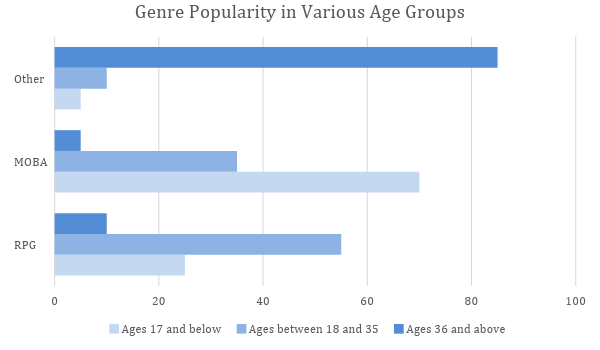 Genre Popularity in Various Age Groups
Other
MOBA
RPG
0 20 40 60 80 100
Ages 17 and below Ages between 18 and 35 Ages 36 and above